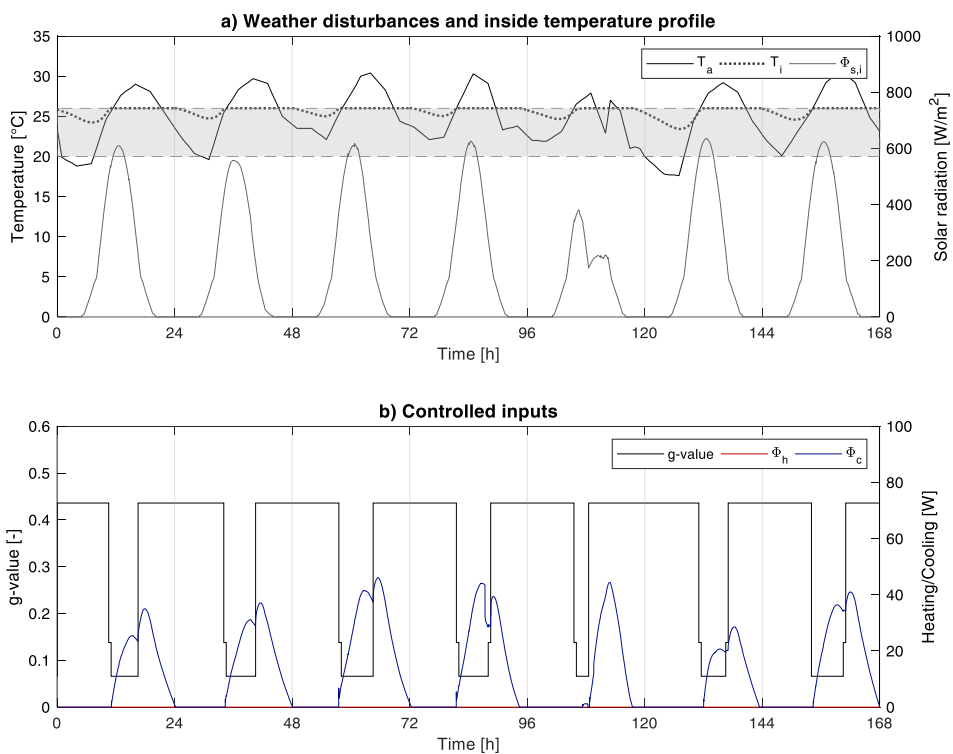 a) Weather disturbances and inside temperature profile
35
30
25
20
15
10
5
0
Temperature [°C]
1000
800
600
400
200
0
Solar radiation [W/m²]
T_a T_i Φ_s,i
0 24 48 72 96 120 144 168
Time [h]
b) Controlled inputs
0.6
0.5
0.4
0.3
0.2
0.1
0
g-value [-]
100
80
60
40
20
0
Heating/Cooling [W]
g-value Φ_h Φ_c
0 24 48 72 96 120 144 168
Time [h]